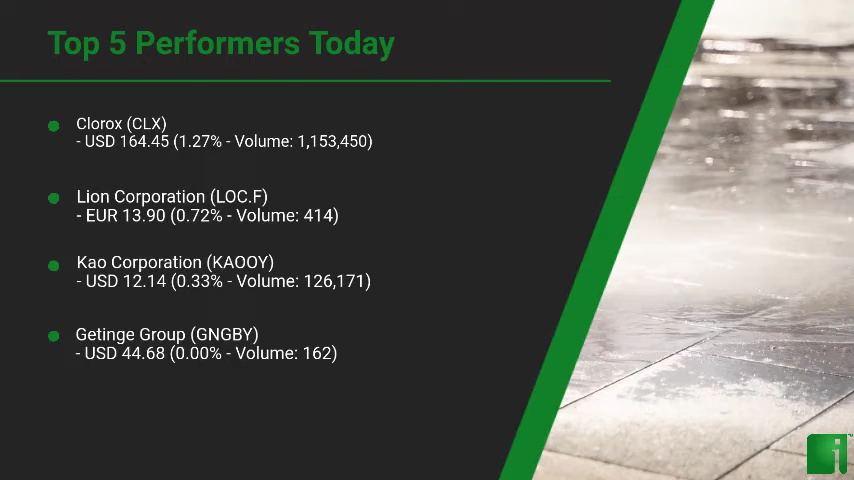 Top 5 Performers Today
Clorox (CLX)
- USD 164.45 (1.27% - Volume: 1,153,450)
Lion Corporation (LOC.F)
- EUR 13.90 (0.72% - Volume: 414)
Kao Corporation (KAOOY)
- USD 12.14 (0.33% - Volume: 126,171)
Getinge Group (GNGBY)
- USD 44.68 (0.00% - Volume: 162)
i